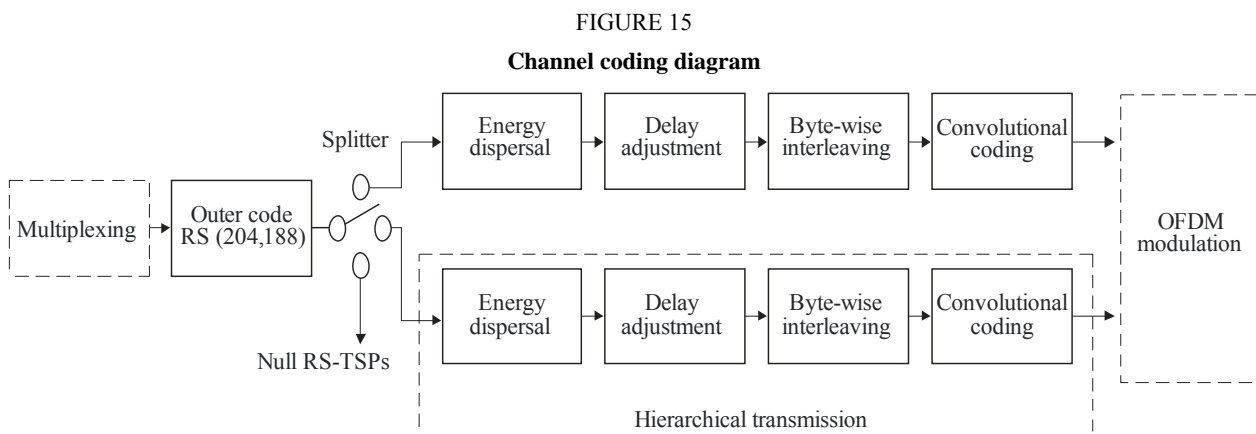 FIGURE 15
Channel coding diagram
Splitter
Energy
dispersal
Delay
adjustment
Byte-wise
interleaving
Convolutional
coding
Multiplexing
Outer code
RS (204,188)
OFDM
modulation
Energy
dispersal
Delay
adjustment
Byte-wise
interleaving
Convolutional
coding
Null RS-TSPs
Hierarchical transmission